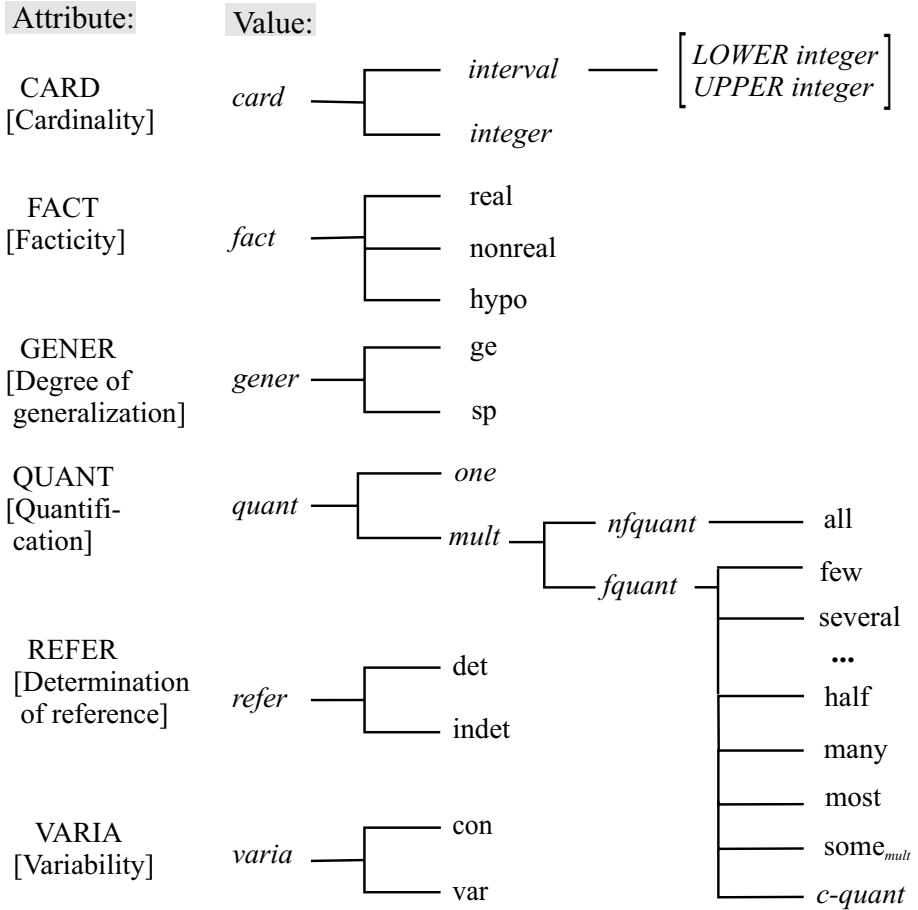 Attribute:
Value:
CARD
[Cardinality]
card
interval
integer
LOWER integer
UPPER integer
FACT
[Facticity]
fact
real
nonreal
hypo
GENER
[Degree of
generalization]
gener
ge
sp
QUANT
[Quantifi-
cation]
quant
one
mult
nfquant
all
fquant
few
several
...
half
many
most
some mult
c-quant
REFER
[Determination
of reference]
refer
det
indet
VARIA
[Variability]
varia
con
var